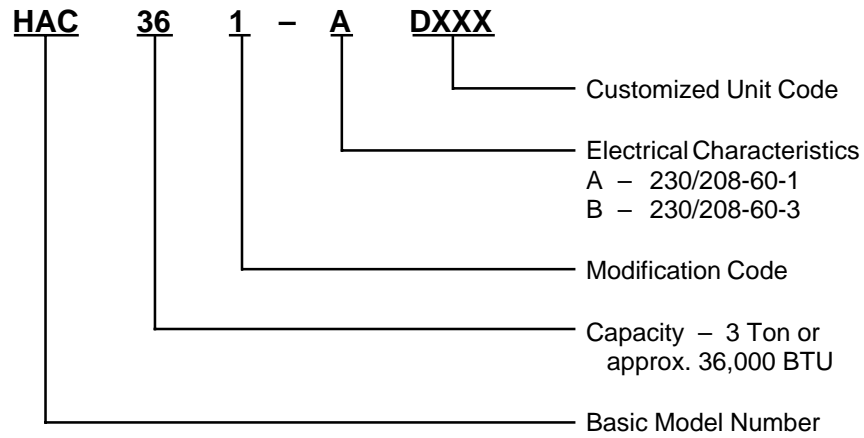 HAC 36 1 – A DXXX
Customized Unit Code
Electrical Characteristics
A – 230/208-60-1
B – 230/208-60-3
Modification Code
Capacity – 3 Ton or
approx. 36,000 BTU
Basic Model Number